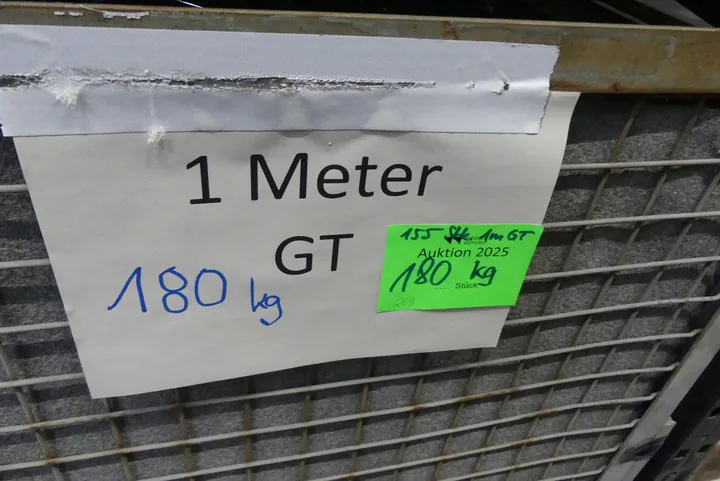 1 Meter
GT
180 kg
155 Stk. 1m GT
Auktion 2025
180 kg
...... Stück